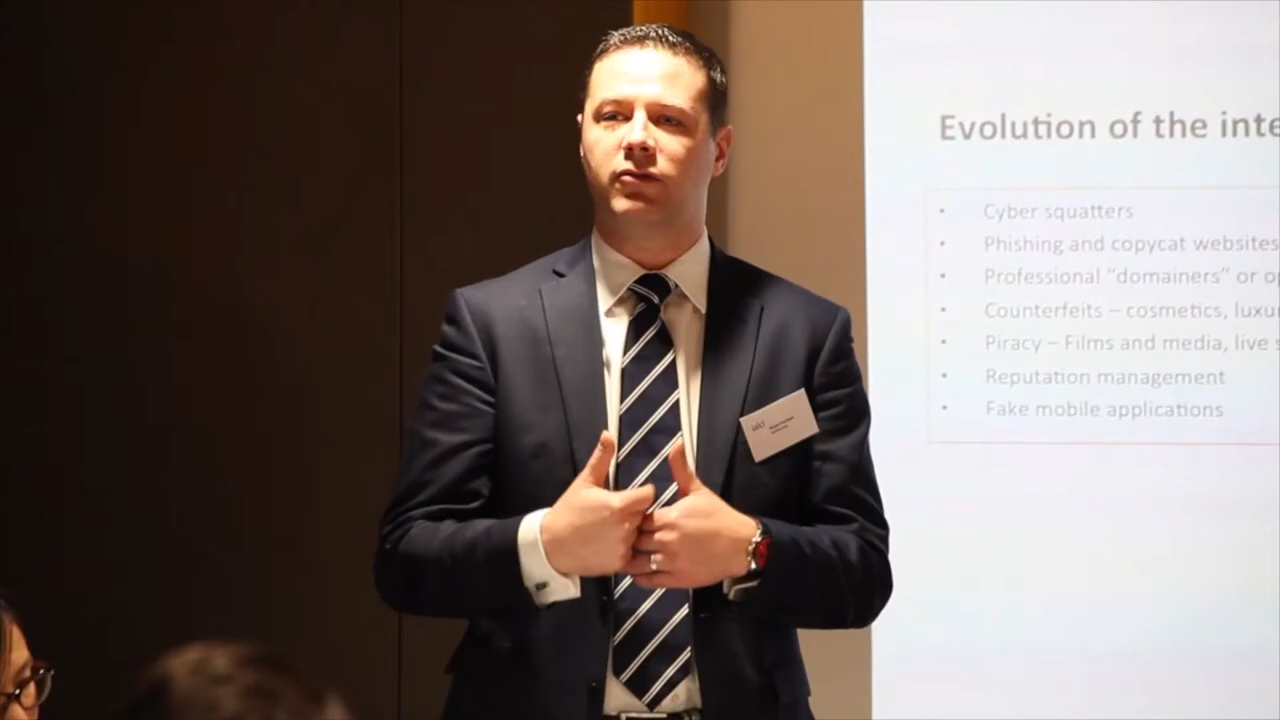 Evolution of the inte
• Cyber squatters
• Phishing and copycat websites
• Professional "domainers" or op
• Counterfeits – cosmetics, luxu
• Piracy – Films and media, live s
• Reputation management
• Fake mobile applications